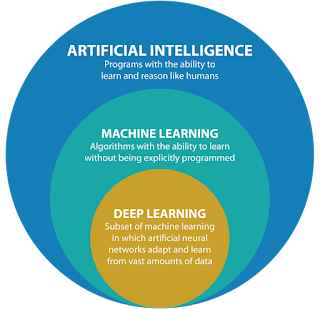 ARTIFICIAL INTELLIGENCE
Programs with the ability to
learn and reason like humans
MACHINE LEARNING
Algorithms with the ability to learn
without being explicitly programmed
DEEP LEARNING
Subset of machine learning
in which artificial neural
networks adapt and learn
from vast amounts of data